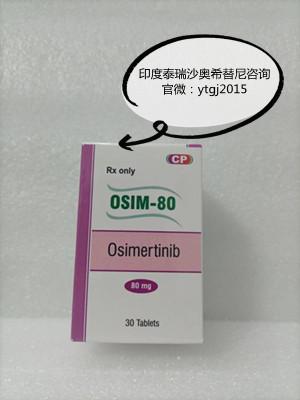 印度泰瑞沙奥希替尼咨询
官微：ytgj2015
CP
Rx only
OSIM-80
Osimertinib
80 mg
30 Tablets